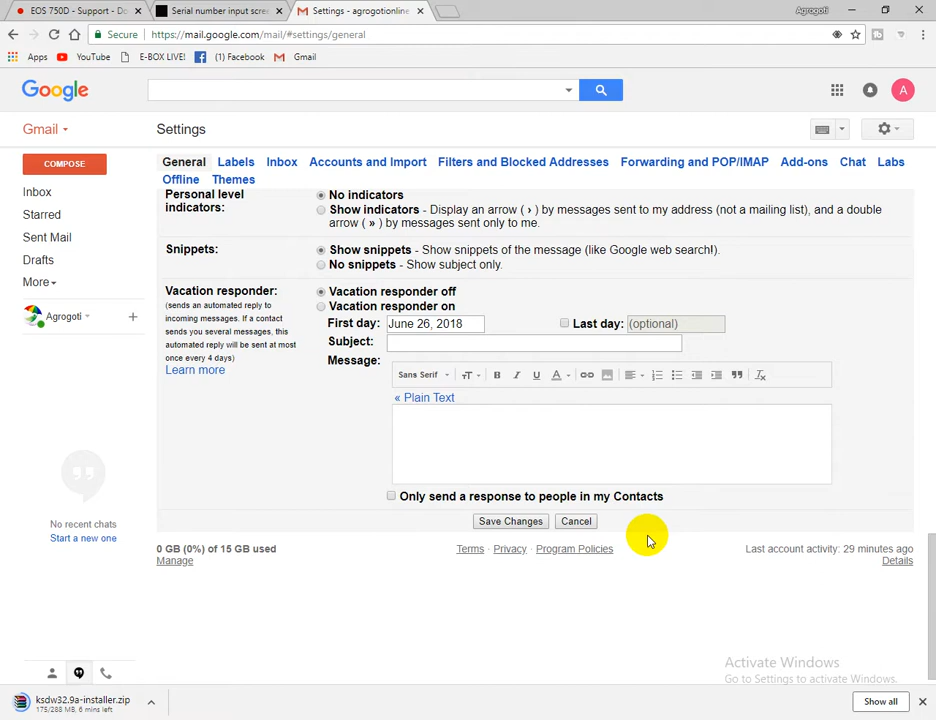 EOS 750D - Support - Do
Serial number input scree
Settings - agrogotionline
Agrogoti
Secure
https://mail.google.com/mail/#settings/general
Apps
YouTube
E-BOX LIVE!
(1) Facebook
Gmail
Google
A
Gmail
Settings
COMPOSE
General
Labels
Inbox
Accounts and Import
Filters and Blocked Addresses
Forwarding and POP/IMAP
Add-ons
Chat
Labs
Offline
Themes
Inbox
Starred
Sent Mail
Drafts
More
Agrogoti
Personal level
indicators:
No indicators
Show indicators - Display an arrow ( › ) by messages sent to my address (not a mailing list), and a double
arrow ( » ) by messages sent only to me.
Snippets:
Show snippets - Show snippets of the message (like Google web search!).
No snippets - Show subject only.
Vacation responder:
(sends an automated reply to
incoming messages. If a contact
sends you several messages, this
automated reply will be sent at most
once every 4 days)
Learn more
Vacation responder off
Vacation responder on
First day:
June 26, 2018
Last day:
(optional)
Subject:
Message:
Sans Serif
« Plain Text
Only send a response to people in my Contacts
Save Changes
Cancel
No recent chats
Start a new one
0 GB (0%) of 15 GB used
Manage
Terms · Privacy · Program Policies
Last account activity: 29 minutes ago
Details
Activate Windows
Go to Settings to activate Windows.
ksdw32.9a-installer.zip
175/288 MB, 6 mins left
Show all